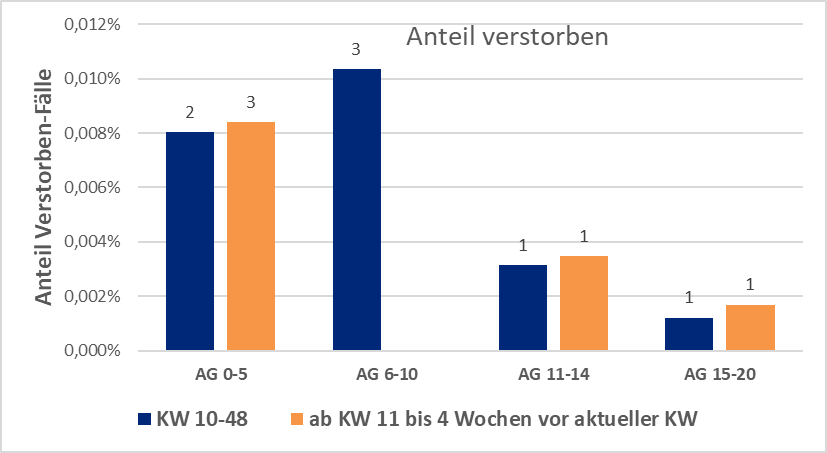 Anteil verstorben
Anteil Verstorben-Fälle
0,012%
0,010%
0,008%
0,006%
0,004%
0,002%
0,000%
2
3
3
1
1
1
1
AG 0-5
AG 6-10
AG 11-14
AG 15-20
KW 10-48
ab KW 11 bis 4 Wochen vor aktueller KW